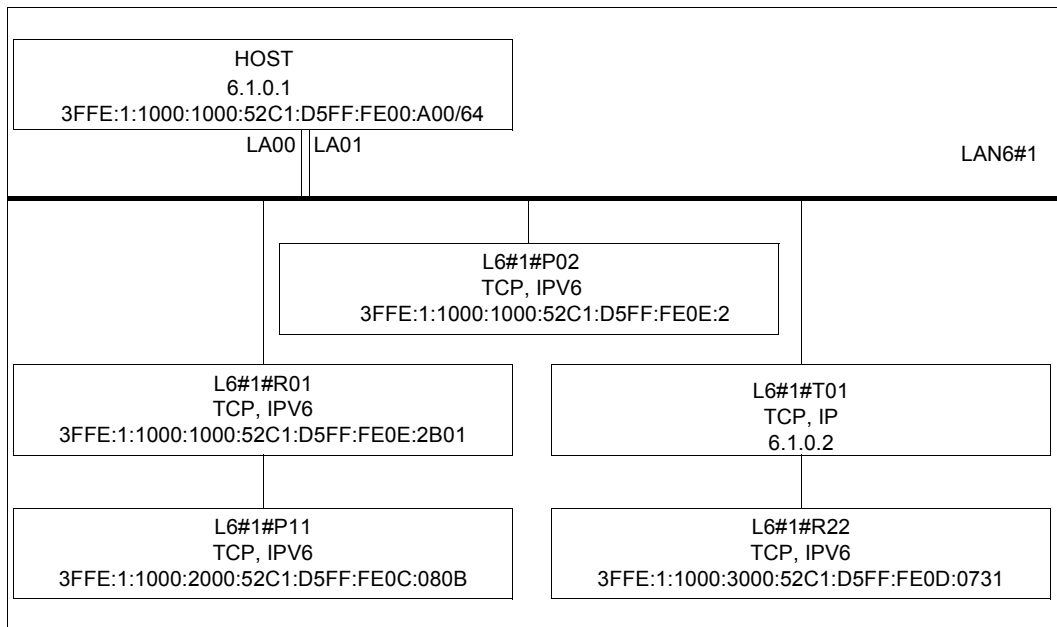 HOST
6.1.0.1
3FFE:1:1000:1000:52C1:D5FF:FE00:A00/64
LA00 LA01
LAN6#1
L6#1#P02
TCP, IPV6
3FFE:1:1000:1000:52C1:D5FF:FE0E:2
L6#1#R01
TCP, IPV6
3FFE:1:1000:1000:52C1:D5FF:FE0E:2B01
L6#1#T01
TCP, IP
6.1.0.2
L6#1#P11
TCP, IPV6
3FFE:1:1000:2000:52C1:D5FF:FE0C:080B
L6#1#R22
TCP, IPV6
3FFE:1:1000:3000:52C1:D5FF:FE0D:0731